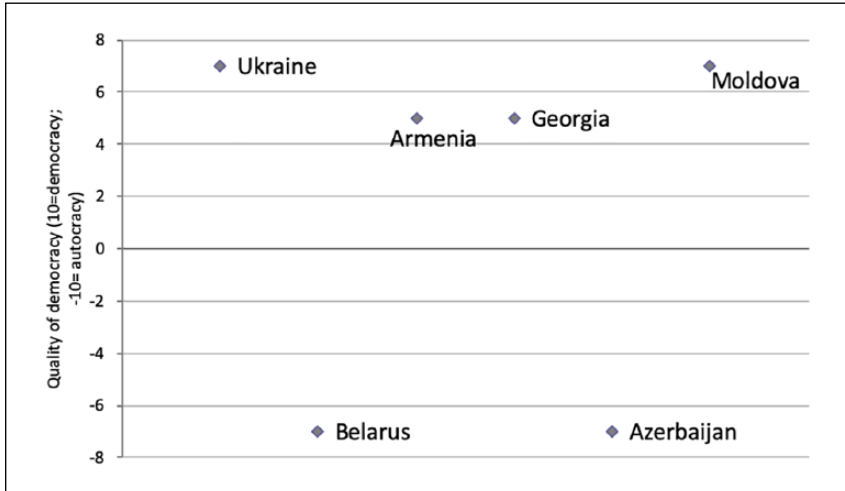 Quality of democracy (10=democracy;
-10= autocracy)
8
6
4
2
0
-2
-4
-6
-8
Ukraine
Moldova
Armenia
Georgia
Belarus
Azerbaijan